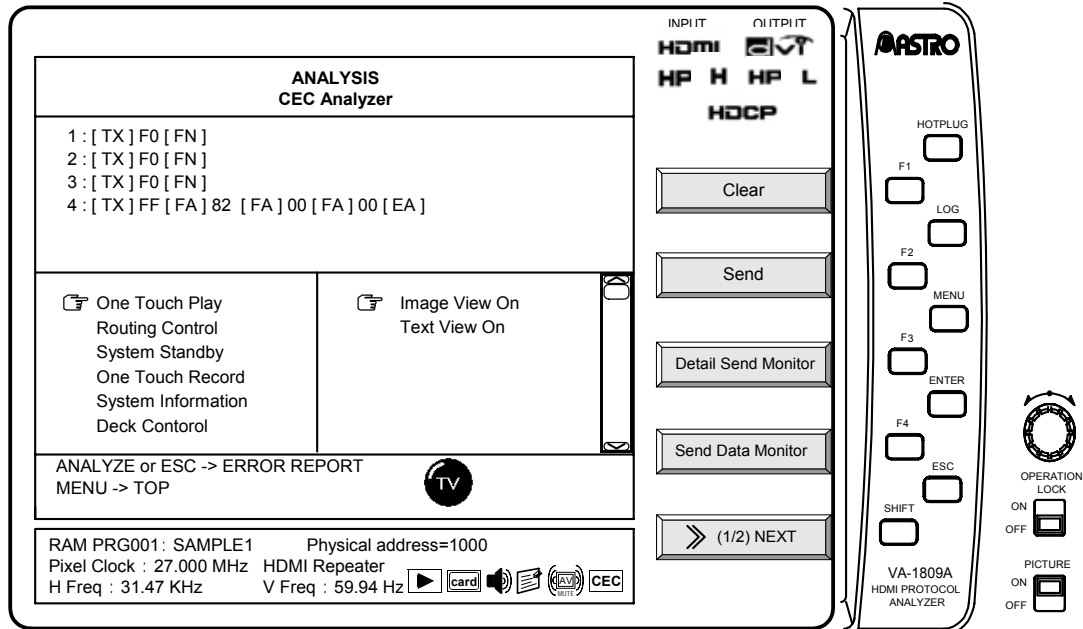 INPUT OUTPUT
HDMI DVI
HP H HP L
HDCP
ANALYSIS
CEC Analyzer
1 : [ TX ] F0 [ FN ]
2 : [ TX ] F0 [ FN ]
3 : [ TX ] F0 [ FN ]
4 : [ TX ] FF [ FA ] 82 [ FA ] 00 [ FA ] 00 [ EA ]
One Touch Play
Routing Control
System Standby
One Touch Record
System Information
Deck Contorol
Image View On
Text View On
ANALYZE or ESC -> ERROR REPORT
MENU -> TOP
TV
RAM PRG001 : SAMPLE1 Physical address=1000
Pixel Clock : 27.000 MHz HDMI Repeater
H Freq : 31.47 KHz V Freq : 59.94 Hz
card
AV
MUTE
CEC
Clear
Send
Detail Send Monitor
Send Data Monitor
(1/2) NEXT
ASTRO
HOTPLUG
F1
LOG
F2
MENU
F3
ENTER
F4
ESC
SHIFT
VA-1809A
HDMI PROTOCOL
ANALYZER
OPERATION
LOCK
ON
OFF
PICTURE
ON
OFF